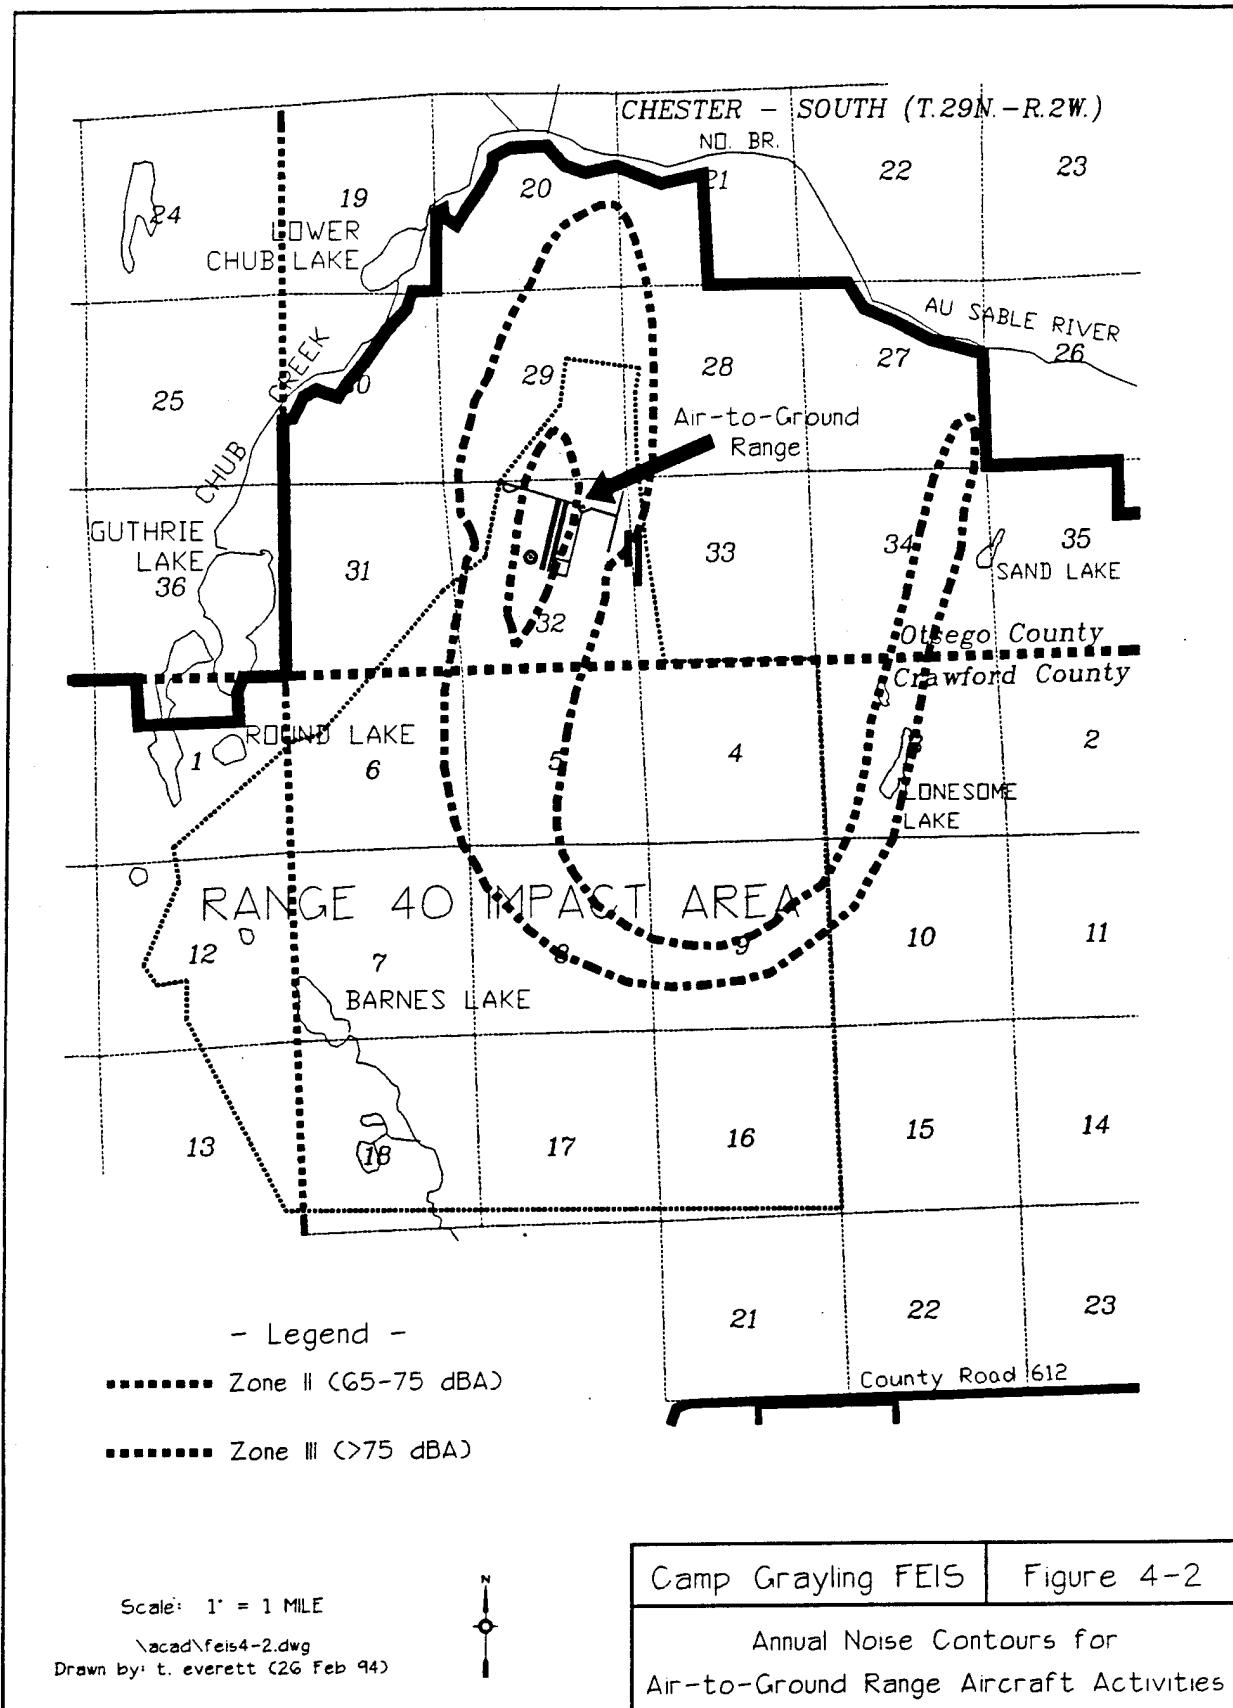 CHESTER - SOUTH (T.29N.-R.2W.)
NO. BR.
22
23
21
20
19
24
LOWER
CHUB LAKE
AU SABLE RIVER
26
27
28
29
25
CHUB CREEK
Air-to-Ground
Range
GUTHRIE
LAKE
36
31
32
33
34
35
SAND LAKE
Otsego County
Crawford County
ROUND LAKE
1
6
5
4
2
LONESOME
LAKE
RANGE 40 IMPACT AREA
12
7
8
9
10
11
BARNES LAKE
13
18
17
16
15
14
21
22
23
County Road 612
- Legend -
Zone II (65-75 dBA)
Zone III (>75 dBA)
Scale: 1" = 1 MILE
\acad\feis4-2.dwg
Drawn by: t. everett (26 Feb 94)
N
Camp Grayling FEIS
Figure 4-2
Annual Noise Contours for
Air-to-Ground Range Aircraft Activities